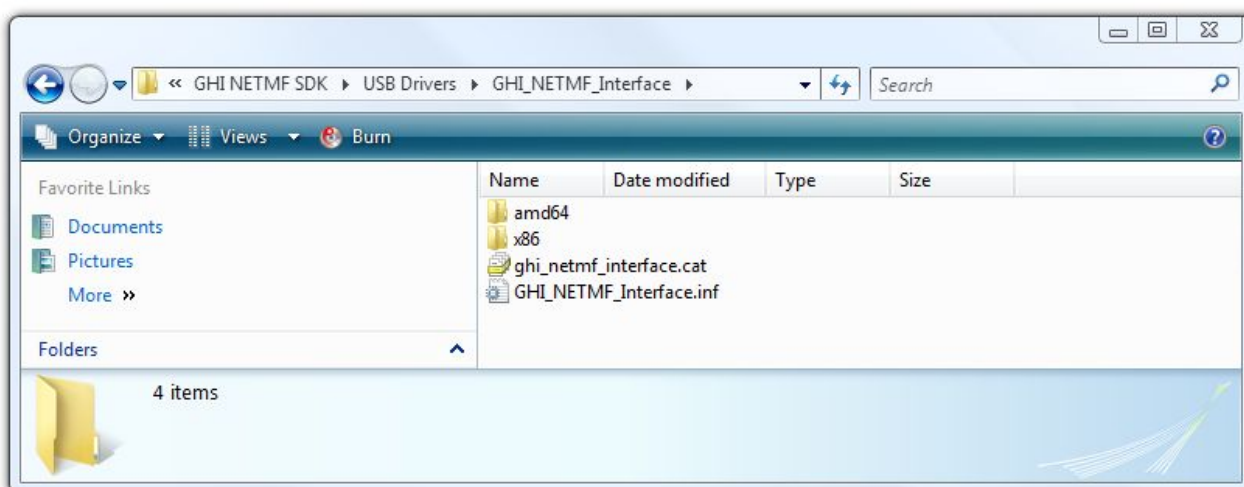 « GHI NETMF SDK ▸ USB Drivers ▸ GHI_NETMF_Interface ▸ Search
Organize Views Burn
Favorite Links
Documents
Pictures
More »
Folders
Name Date modified Type Size
amd64
x86
ghi_netmf_interface.cat
GHI_NETMF_Interface.inf
4 items